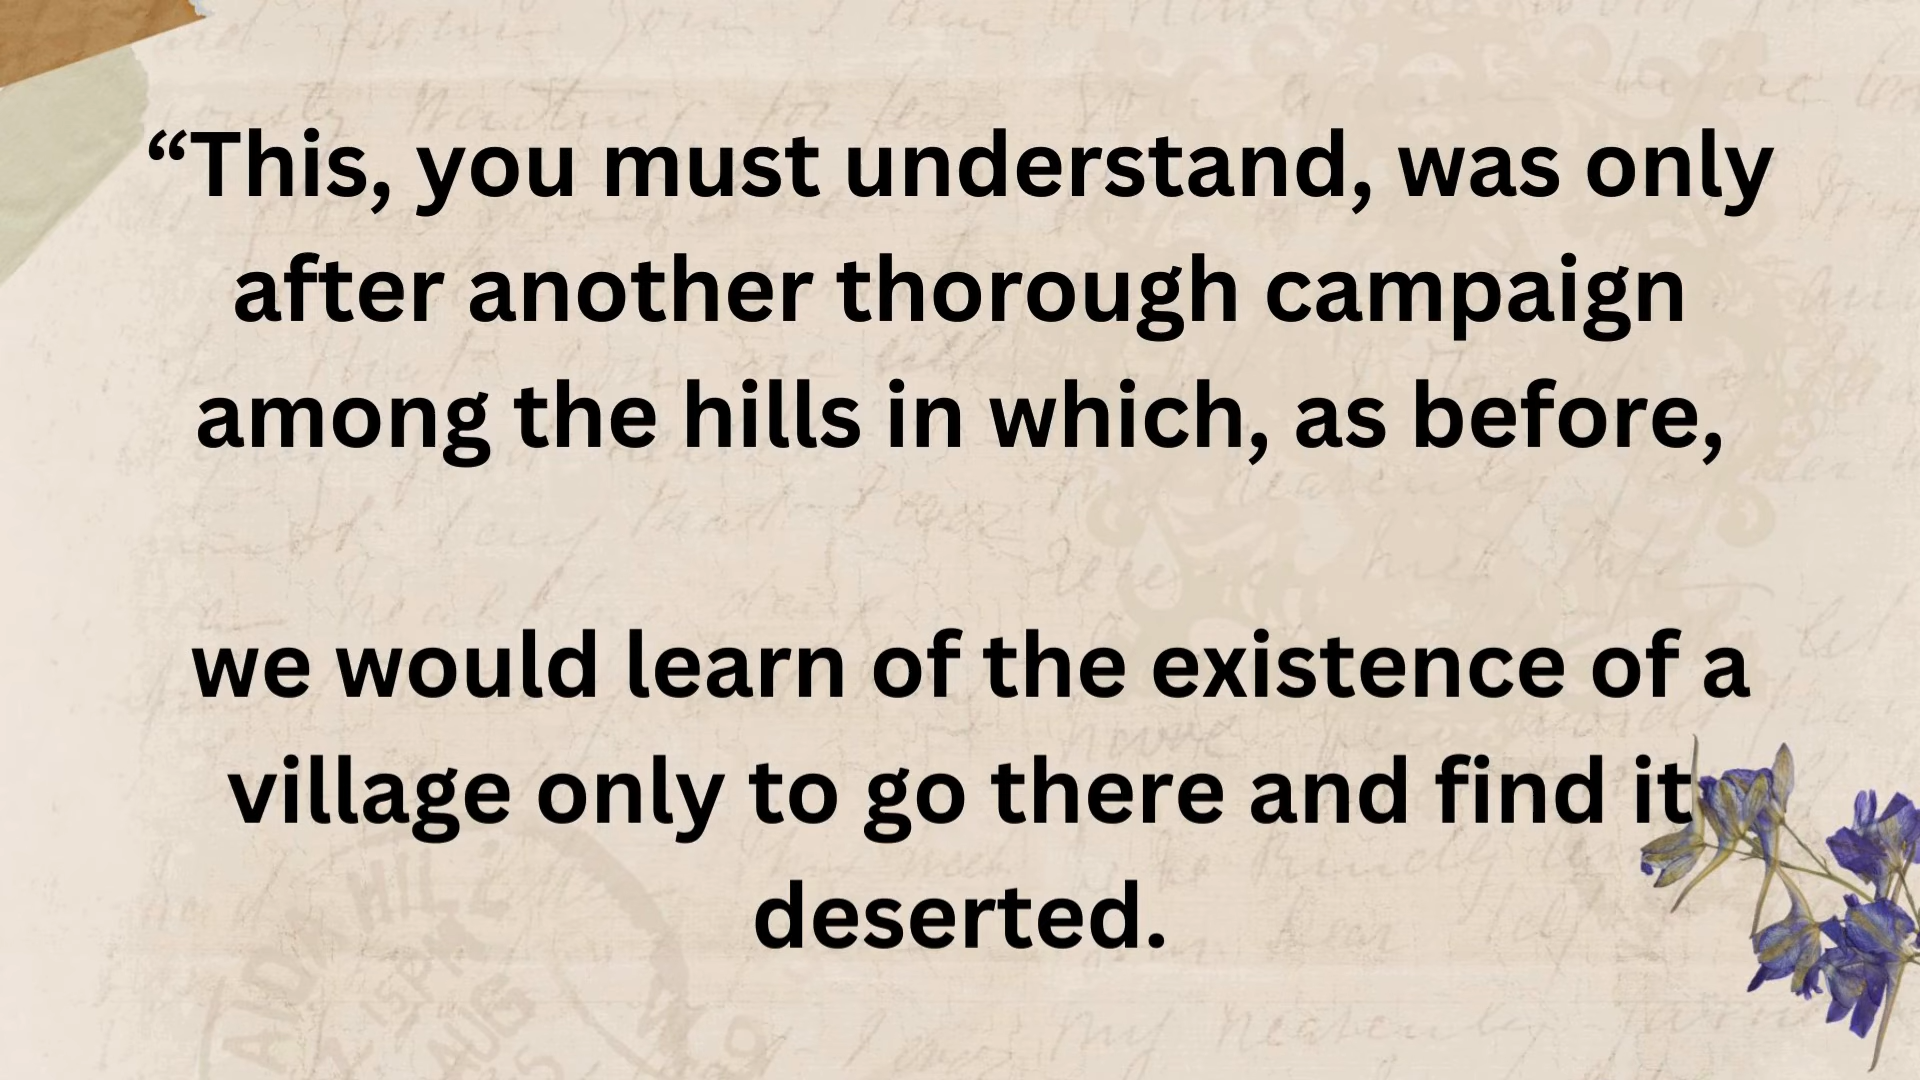 “This, you must understand, was only
after another thorough campaign
among the hills in which, as before,
we would learn of the existence of a
village only to go there and find it
deserted.